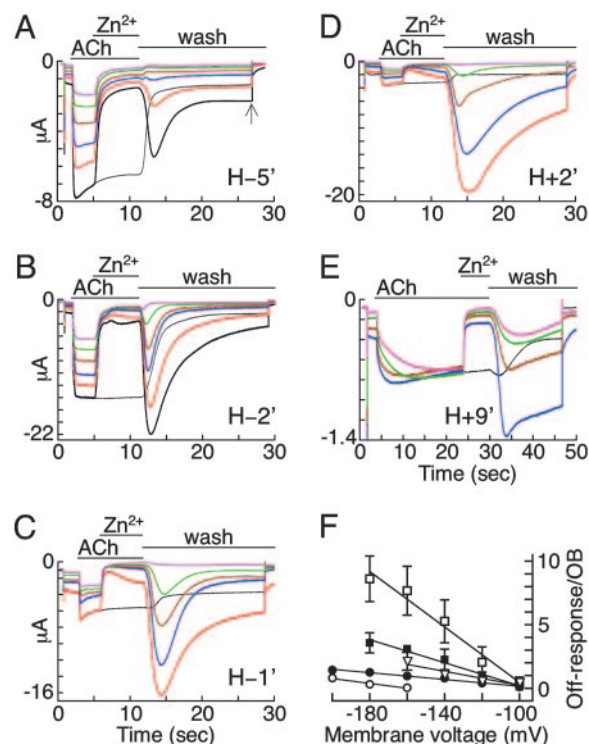 A
Zn2+
ACh
wash
0
μA
-8
0 10 20 30
H−5'
B
Zn2+
ACh
wash
0
μA
-22
0 10 20 30
H−2'
C
Zn2+
ACh
wash
0
μA
-16
0 10 20 30
H−1'
Time (sec)
D
Zn2+
ACh
wash
0
-20
0 10 20 30
H+2'
E
Zn2+
ACh
wash
0
-1.4
0 10 20 30 40 50
H+9'
Time (sec)
F
10
5
0
Off-response/OB
-180 -140 -100
Membrane voltage (mV)